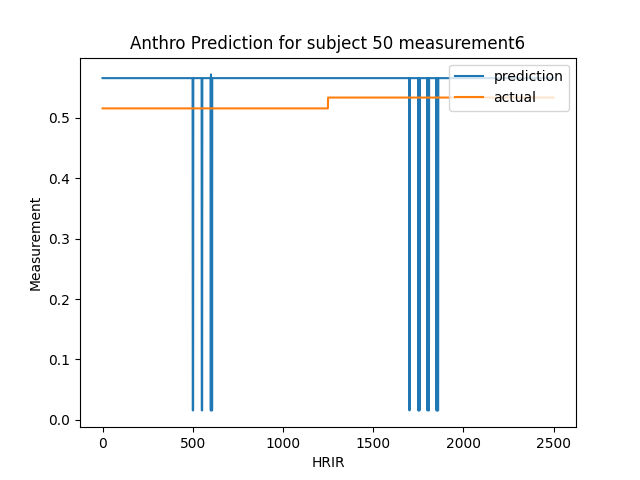 Anthro Prediction for subject 50 measurement6
prediction
actual
0.5
0.4
0.3
0.2
0.1
0.0
Measurement
0 500 1000 1500 2000 2500
HRIR